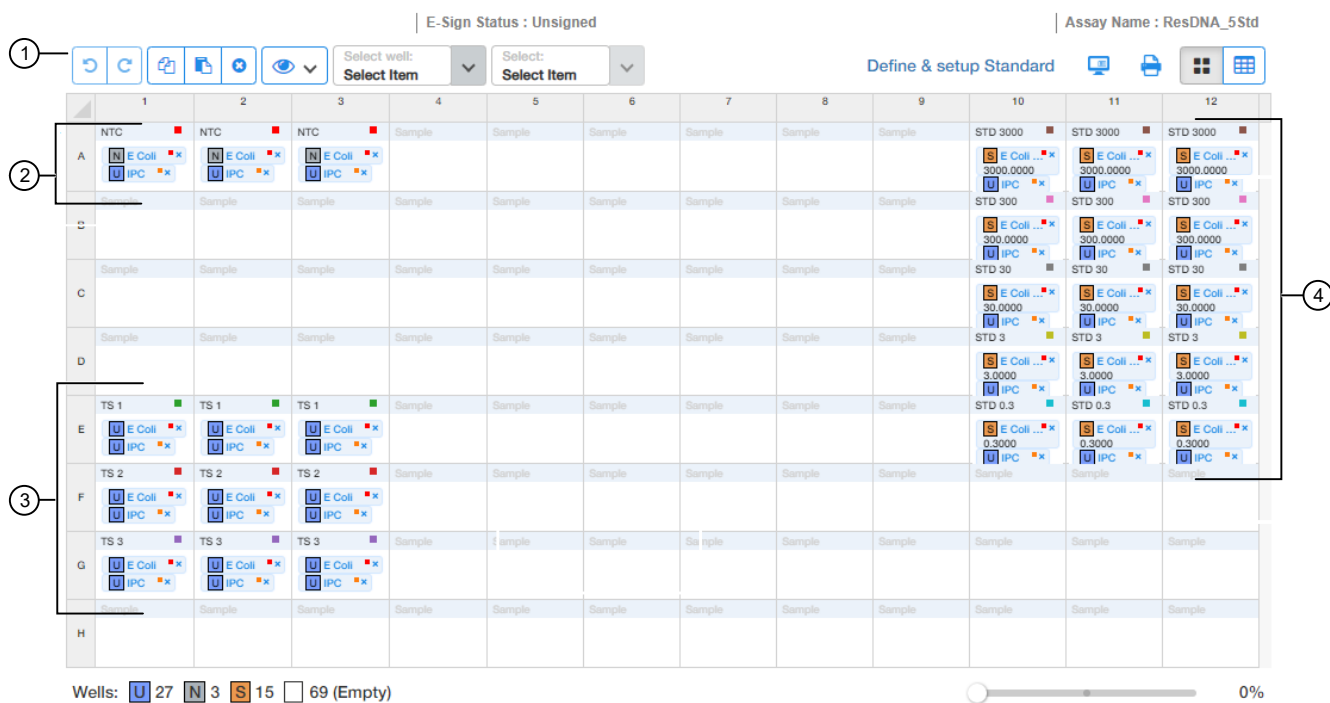 E-Sign Status : Unsigned
Assay Name : ResDNA_5Std
1
Select well:
Select Item
Select:
Select Item
Define & setup Standard
1 2 3 4 5 6 7 8 9 10 11 12
2
A
NTC NTC NTC Sample Sample Sample Sample Sample Sample STD 3000 STD 3000 STD 3000
N E Coli × N E Coli × N E Coli × S E Coli ... × S E Coli ... × S E Coli ... ×
3000.0000 3000.0000 3000.0000
U IPC × U IPC × U IPC × U IPC × U IPC × U IPC ×
B
Sample Sample Sample Sample Sample Sample Sample Sample Sample STD 300 STD 300 STD 300
S E Coli ... × S E Coli ... × S E Coli ... ×
300.0000 300.0000 300.0000
U IPC × U IPC × U IPC ×
C
Sample Sample Sample Sample Sample Sample Sample Sample Sample STD 30 STD 30 STD 30
S E Coli ... × S E Coli ... × S E Coli ... ×
30.0000 30.0000 30.0000
U IPC × U IPC × U IPC ×
4
D
Sample Sample Sample Sample Sample Sample Sample Sample Sample STD 3 STD 3 STD 3
S E Coli ... × S E Coli ... × S E Coli ... ×
3.0000 3.0000 3.0000
U IPC × U IPC × U IPC ×
3
E
TS 1 TS 1 TS 1 Sample Sample Sample Sample Sample Sample STD 0.3 STD 0.3 STD 0.3
U E Coli × U E Coli × U E Coli × S E Coli ... × S E Coli ... × S E Coli ... ×
0.3000 0.3000 0.3000
U IPC × U IPC × U IPC × U IPC × U IPC × U IPC ×
F
TS 2 TS 2 TS 2 Sample Sample Sample Sample Sample Sample Sample Sample Sample
U E Coli × U E Coli × U E Coli ×
U IPC × U IPC × U IPC ×
G
TS 3 TS 3 TS 3 Sample Sample Sample Sample Sample Sample Sample Sample Sample
U E Coli × U E Coli × U E Coli ×
U IPC × U IPC × U IPC ×
H
Sample Sample Sample Sample Sample Sample Sample Sample Sample Sample Sample Sample
Wells: U 27 N 3 S 15 69 (Empty)
0%